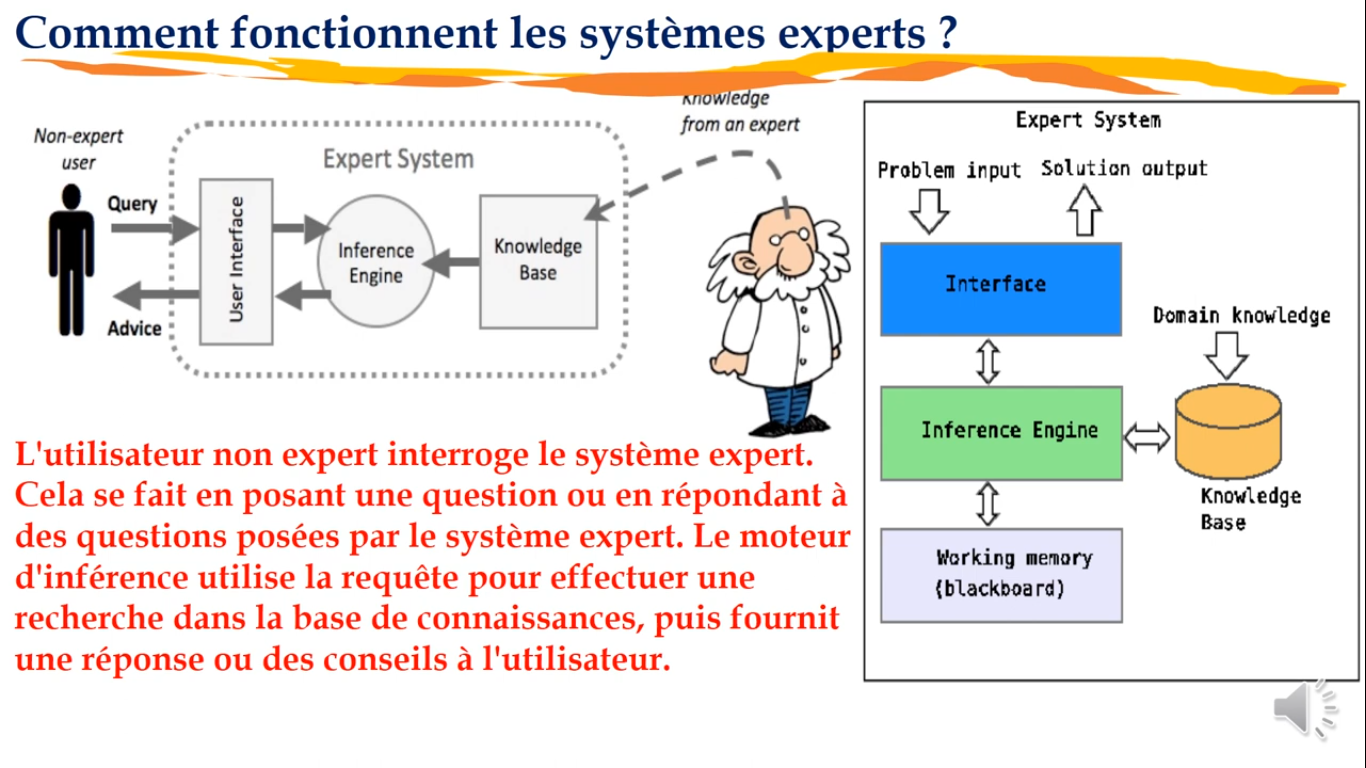 Comment fonctionnent les systèmes experts ?
Knowledge
from an expert
Non-expert
user
Expert System
Query
Advice
User Interface
Inference
Engine
Knowledge
Base
L'utilisateur non expert interroge le système expert.
Cela se fait en posant une question ou en répondant à
des questions posées par le système expert. Le moteur
d'inférence utilise la requête pour effectuer une
recherche dans la base de connaissances, puis fournit
une réponse ou des conseils à l'utilisateur.
Expert System
Problem input
Solution output
Interface
Domain knowledge
Inference Engine
Knowledge
Base
Working memory
(blackboard)